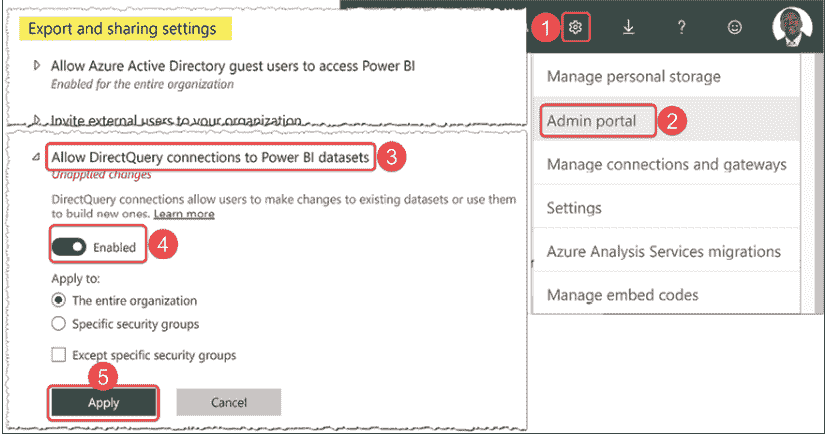 Export and sharing settings
Allow Azure Active Directory guest users to access Power BI
Enabled for the entire organization
Invite external users to your organization
Allow DirectQuery connections to Power BI datasets
3
Unapplied changes
DirectQuery connections allow users to make changes to existing datasets or use them
to build new ones. Learn more
Enabled
4
Apply to:
The entire organization
Specific security groups
Except specific security groups
5
Apply
Cancel
1
?
Manage personal storage
Admin portal
2
Manage connections and gateways
Settings
Azure Analysis Services migrations
Manage embed codes